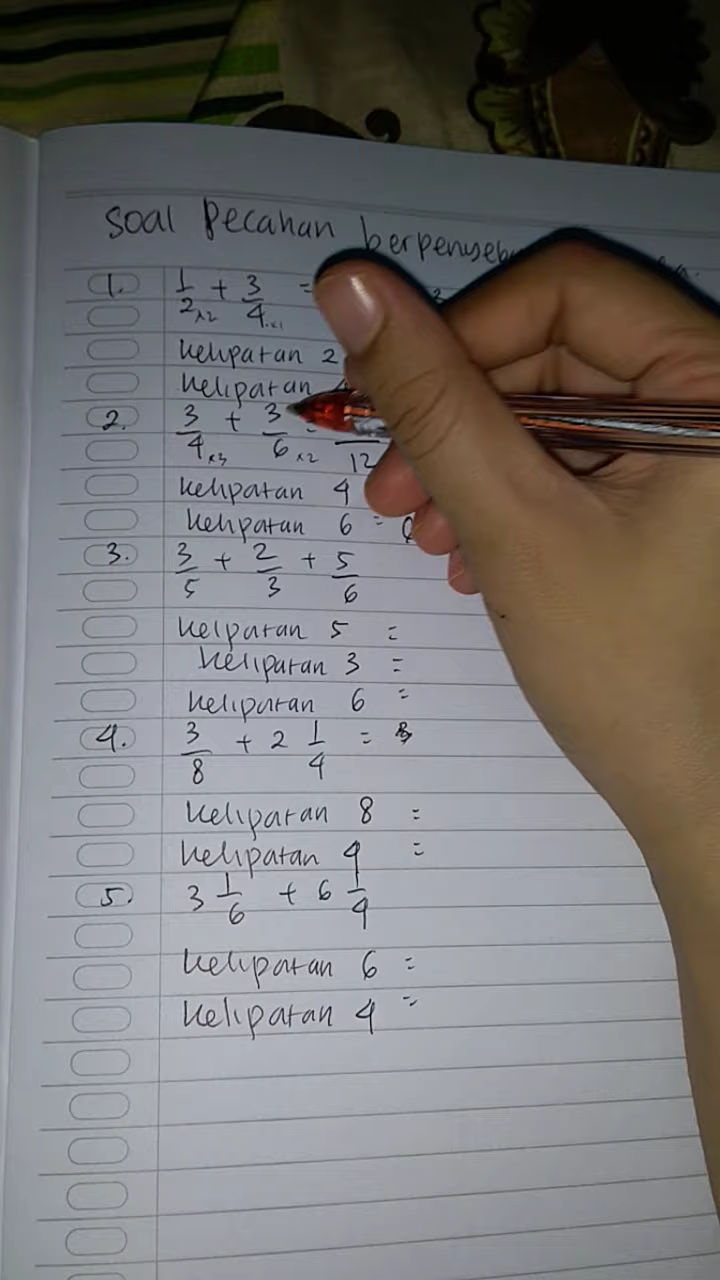 Soal Pecahan
1. 1/2 ×2 + 3/4 ×1 =
Kelipatan 2
Kelipatan 4
2. 3/4 ×3 + 3/6 ×2 = /12
Kelipatan 4
Kelipatan 6 =
3. 3/5 + 2/3 + 5/6
Kelipatan 5 =
Kelipatan 3 =
Kelipatan 6 =
4. 3/8 + 2 1/4 =
Kelipatan 8 =
Kelipatan 4 =
5. 3 1/6 + 6 1/4
Kelipatan 6 =
Kelipatan 4 =